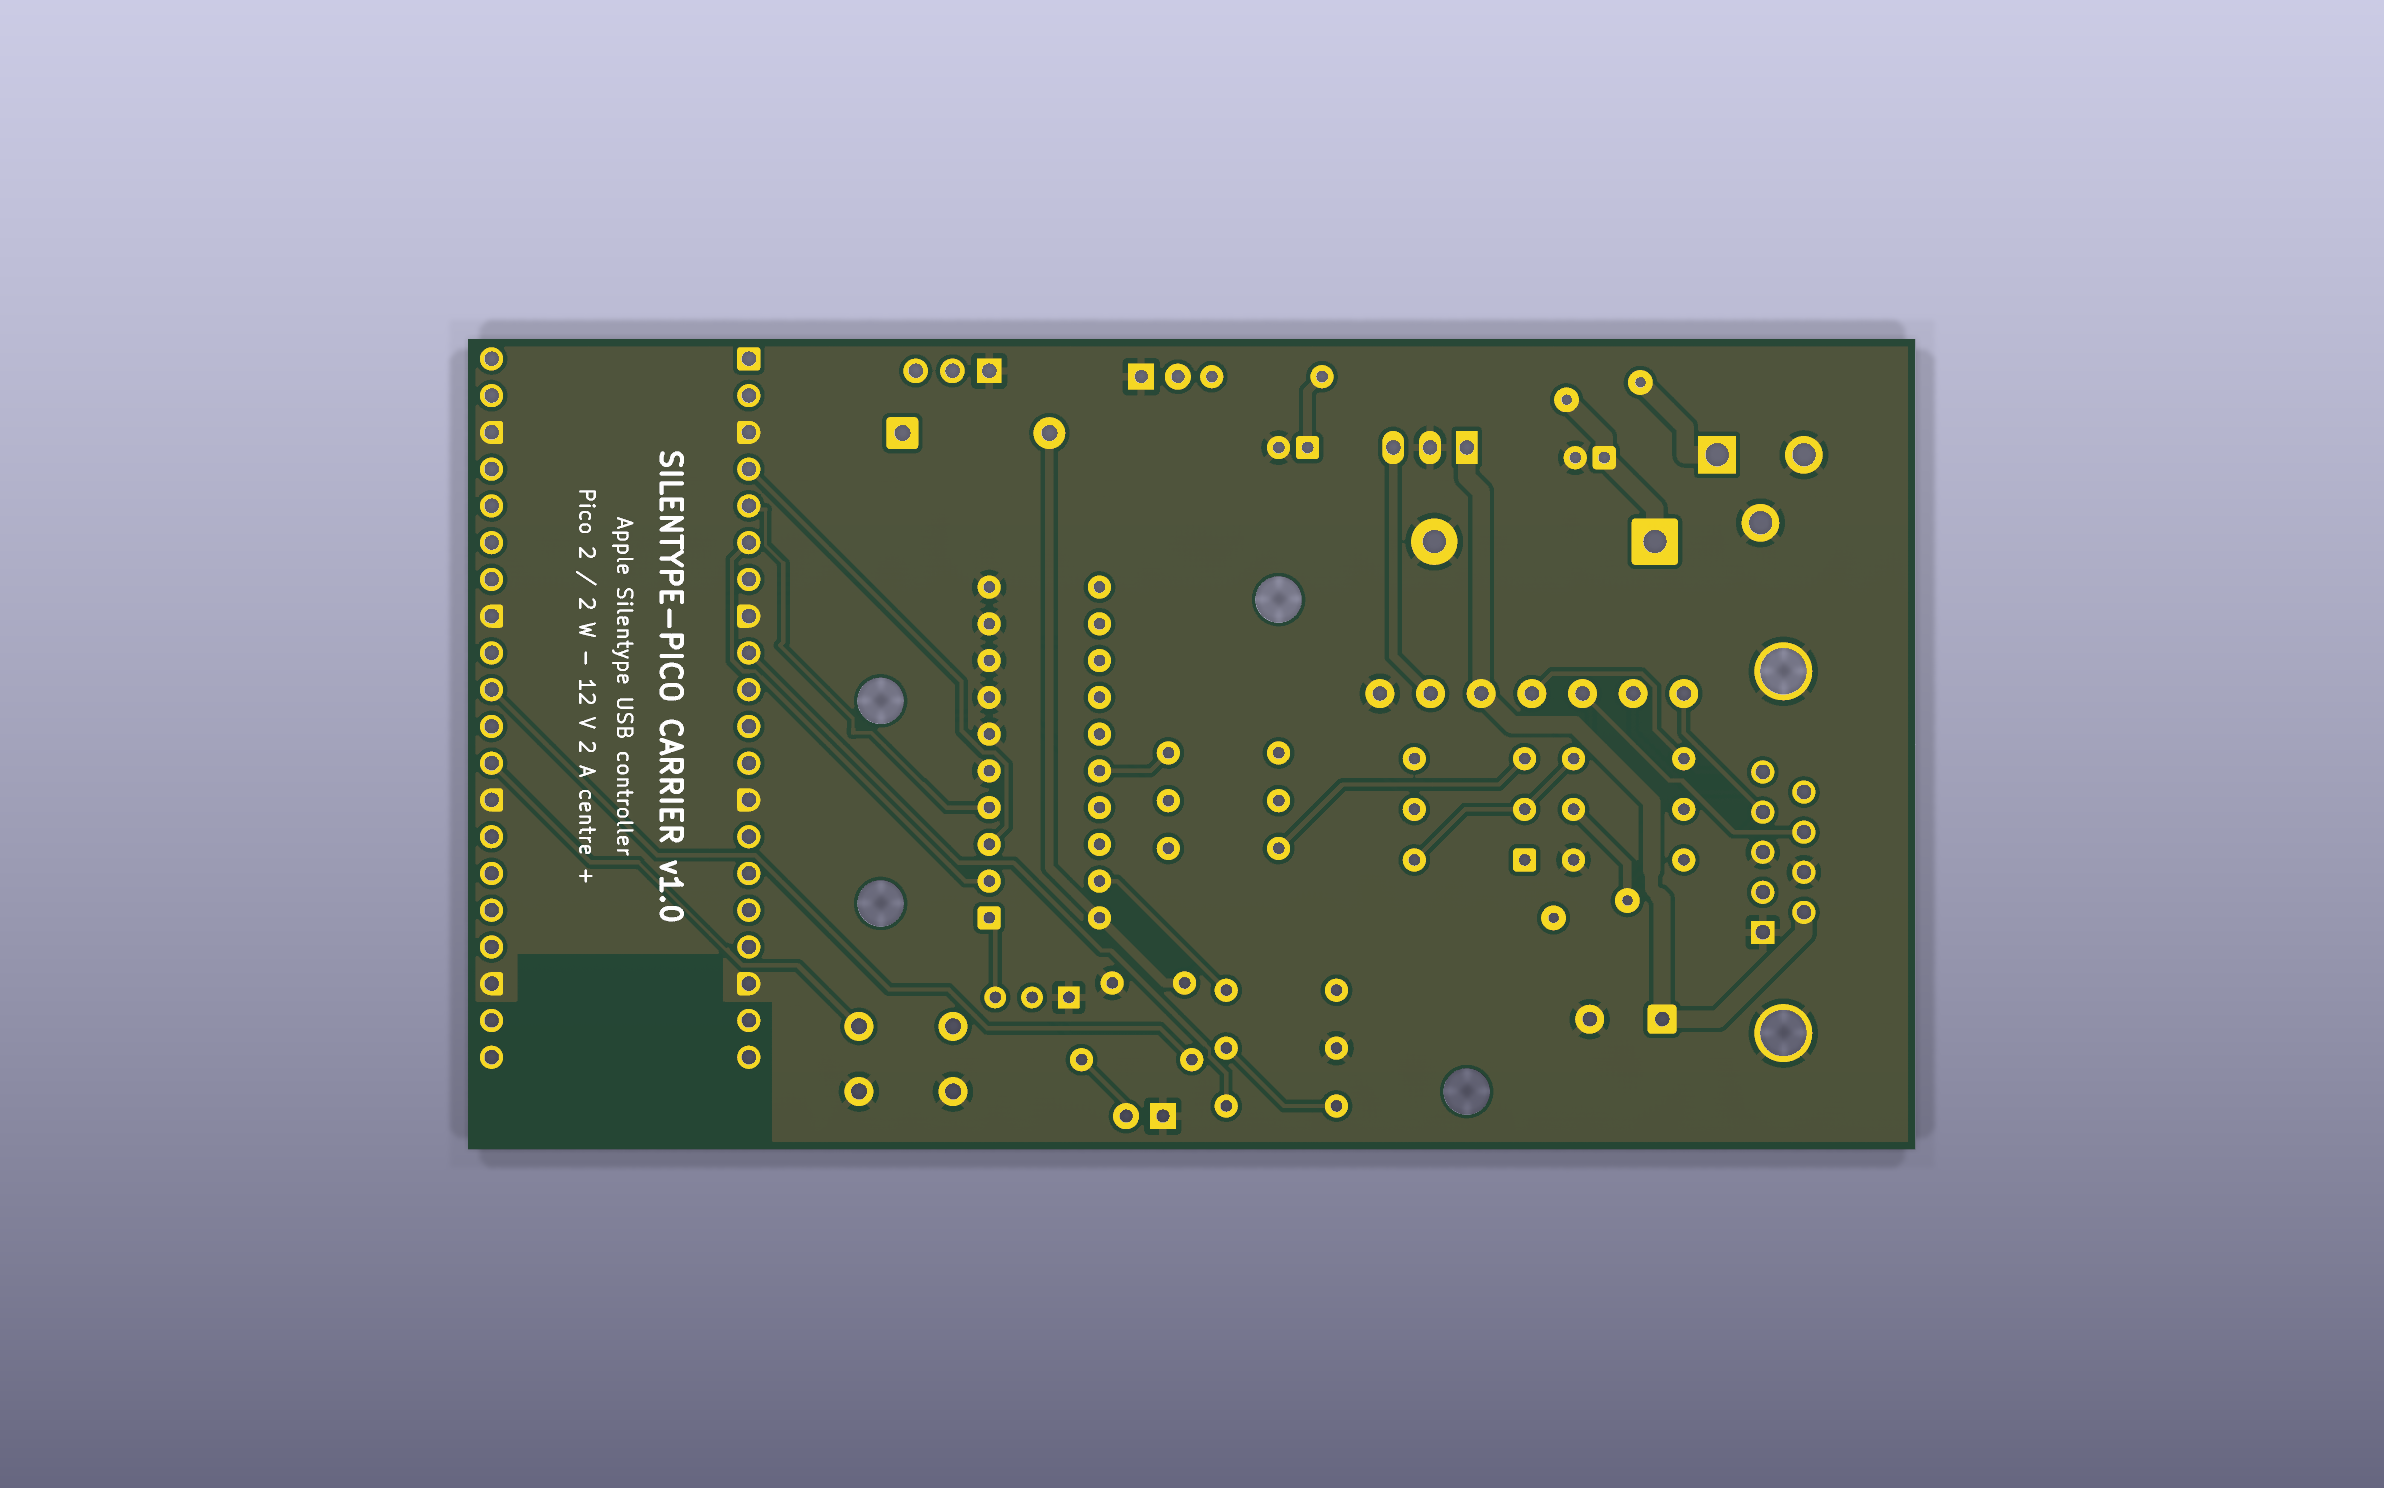 SILENTYPE-PICO CARRIER v1.0
Apple Silentype USB controller
Pico 2 / 2 W - 12 V 2 A centre +